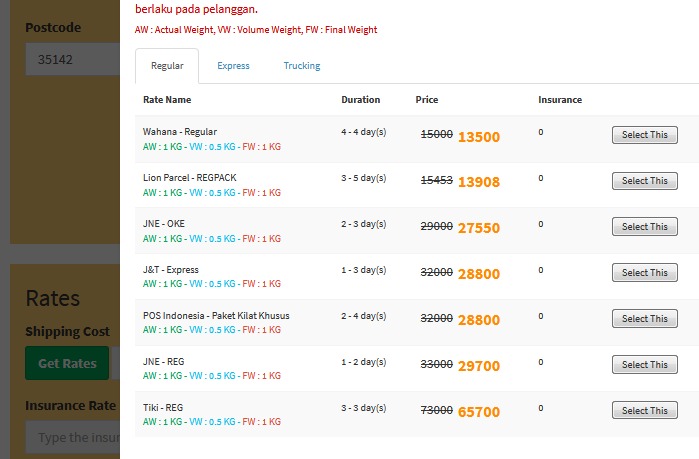 berlaku pada pelanggan.
AW : Actual Weight, VW : Volume Weight, FW : Final Weight
Postcode
35142
Regular Express Trucking
Rate Name Duration Price Insurance
Wahana - Regular 4 - 4 day(s) 15000 13500 0 Select This
AW : 1 KG - VW : 0.5 KG - FW : 1 KG
Lion Parcel - REGPACK 3 - 5 day(s) 15453 13908 0 Select This
AW : 1 KG - VW : 0.5 KG - FW : 1 KG
JNE - OKE 2 - 3 day(s) 29000 27550 0 Select This
AW : 1 KG - VW : 0.5 KG - FW : 1 KG
J&T - Express 1 - 3 day(s) 32000 28800 0 Select This
AW : 1 KG - VW : 0.5 KG - FW : 1 KG
POS Indonesia - Paket Kilat Khusus 2 - 4 day(s) 32000 28800 0 Select This
AW : 1 KG - VW : 0.5 KG - FW : 1 KG
JNE - REG 1 - 2 day(s) 33000 29700 0 Select This
AW : 1 KG - VW : 0.5 KG - FW : 1 KG
Tiki - REG 3 - 3 day(s) 73000 65700 0 Select This
AW : 1 KG - VW : 0.5 KG - FW : 1 KG
Rates
Shipping Cost
Get Rates
Insurance Rate
Type the insur